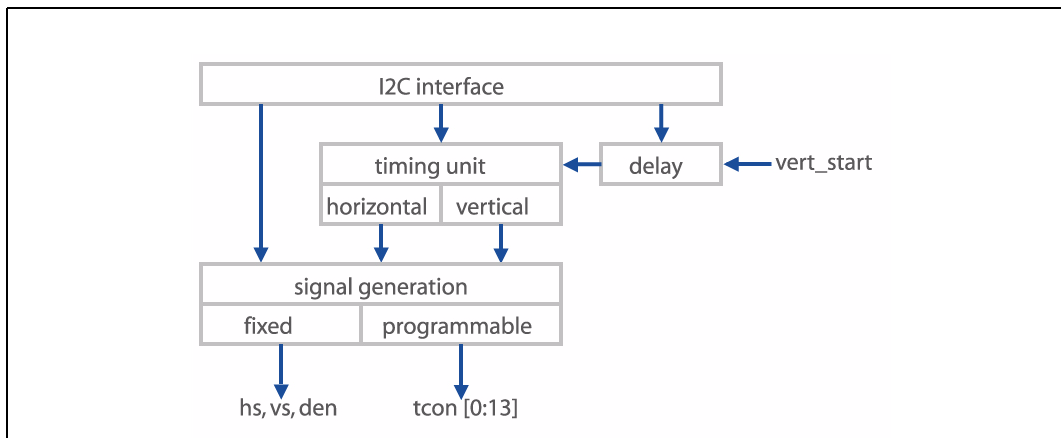 I2C interface
timing unit
delay
vert_start
horizontal
vertical
signal generation
fixed
programmable
hs, vs, den
tcon [0:13]